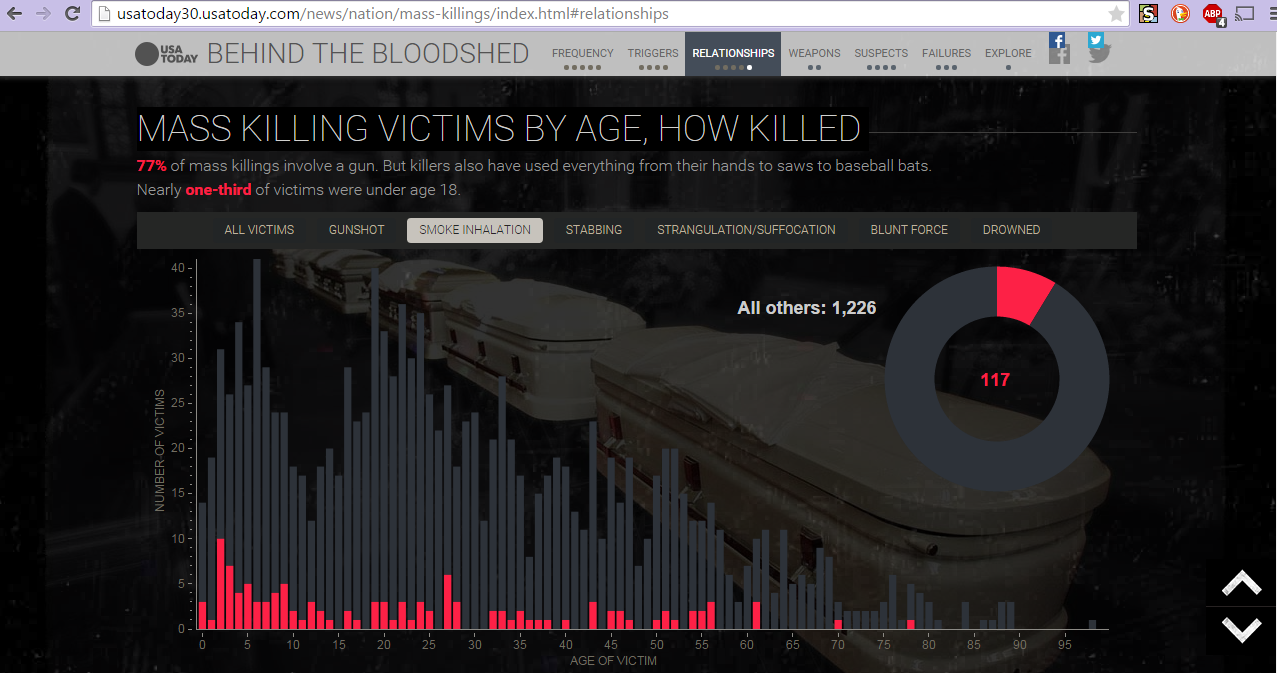 usatoday30.usatoday.com/news/nation/mass-killings/index.html#relationships
ABP
4
USA TODAY
BEHIND THE BLOODSHED
FREQUENCY TRIGGERS RELATIONSHIPS WEAPONS SUSPECTS FAILURES EXPLORE
MASS KILLING VICTIMS BY AGE, HOW KILLED
77% of mass killings involve a gun. But killers also have used everything from their hands to saws to baseball bats.
Nearly one-third of victims were under age 18.
ALL VICTIMS GUNSHOT SMOKE INHALATION STABBING STRANGULATION/SUFFOCATION BLUNT FORCE DROWNED
All others: 1,226
117
NUMBER OF VICTIMS
40
35
30
25
20
15
10
5
0
0 5 10 15 20 25 30 35 40 45 50 55 60 65 70 75 80 85 90 95
AGE OF VICTIM